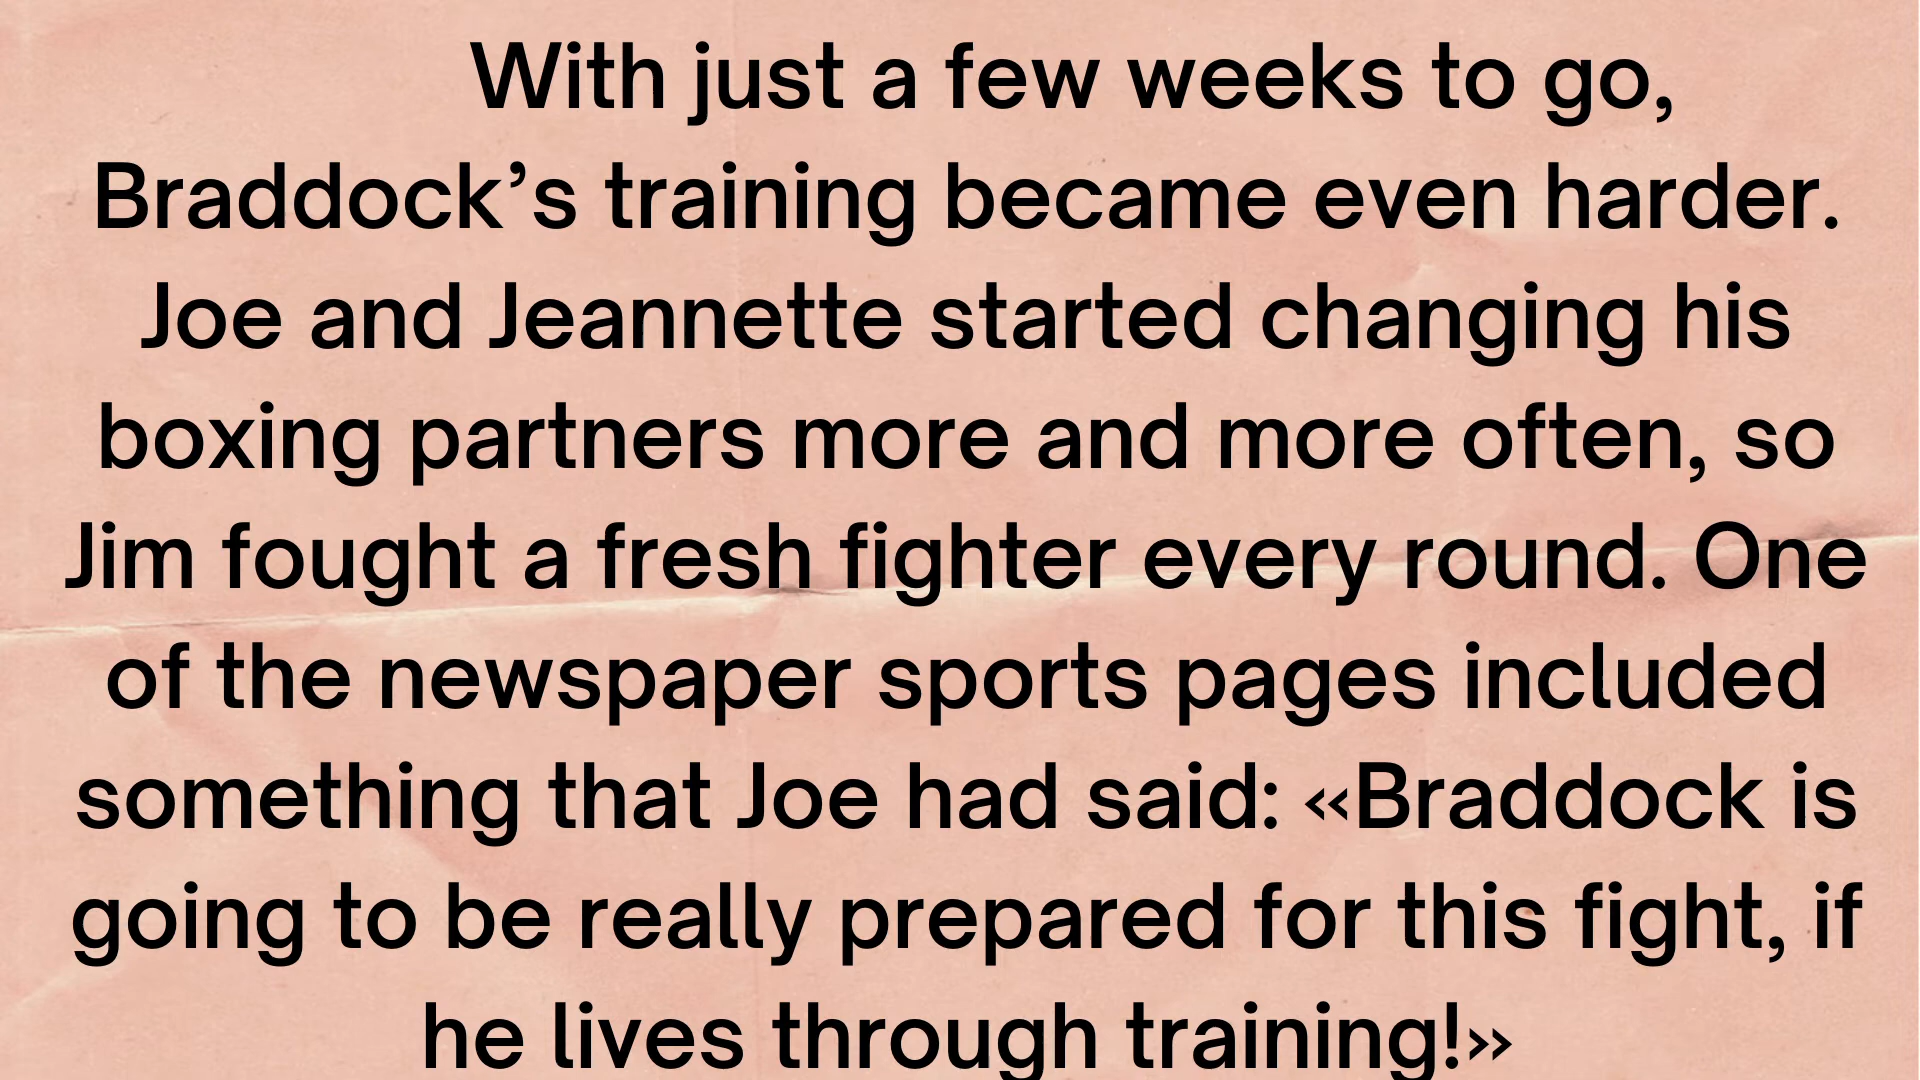 With just a few weeks to go,
Braddock’s training became even harder.
Joe and Jeannette started changing his
boxing partners more and more often, so
Jim fought a fresh fighter every round. One
of the newspaper sports pages included
something that Joe had said: «Braddock is
going to be really prepared for this fight, if
he lives through training!»